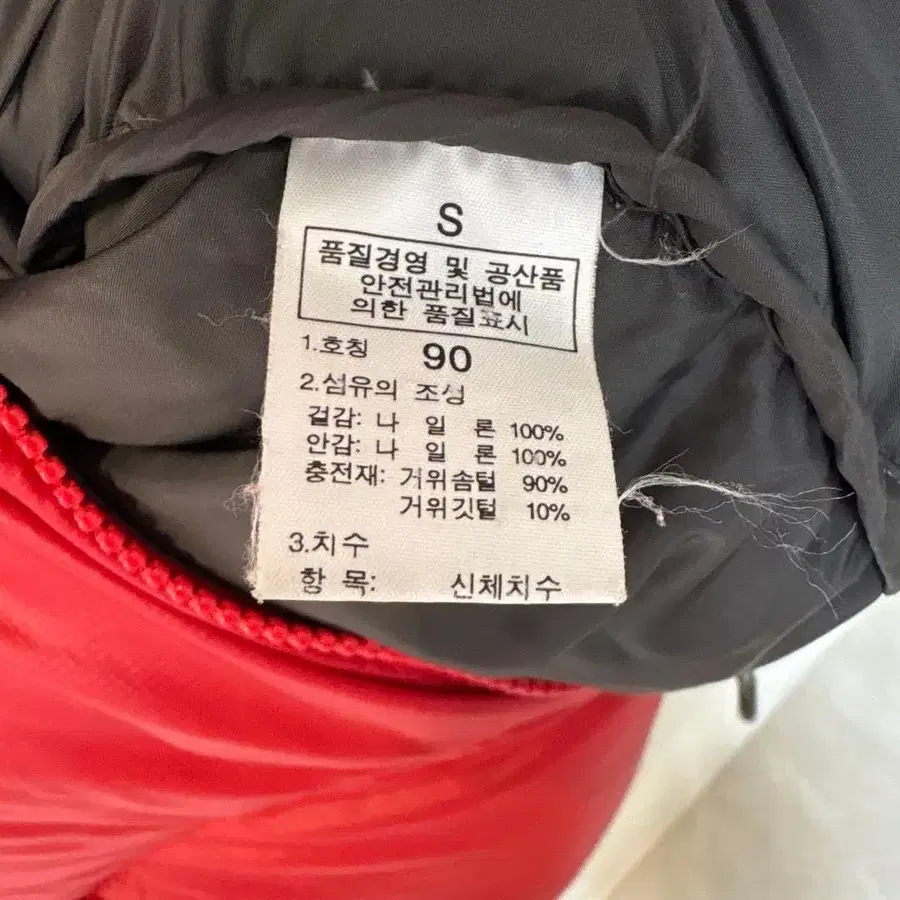 S
품질경영 및 공산품
안전관리법에
의한 품질표시
1.호칭 90
2.섬유의 조성
겉감: 나 일 론 100%
안감: 나 일 론 100%
충전재: 거위솜털 90%
거위깃털 10%
3.치수
항 목: 신체치수